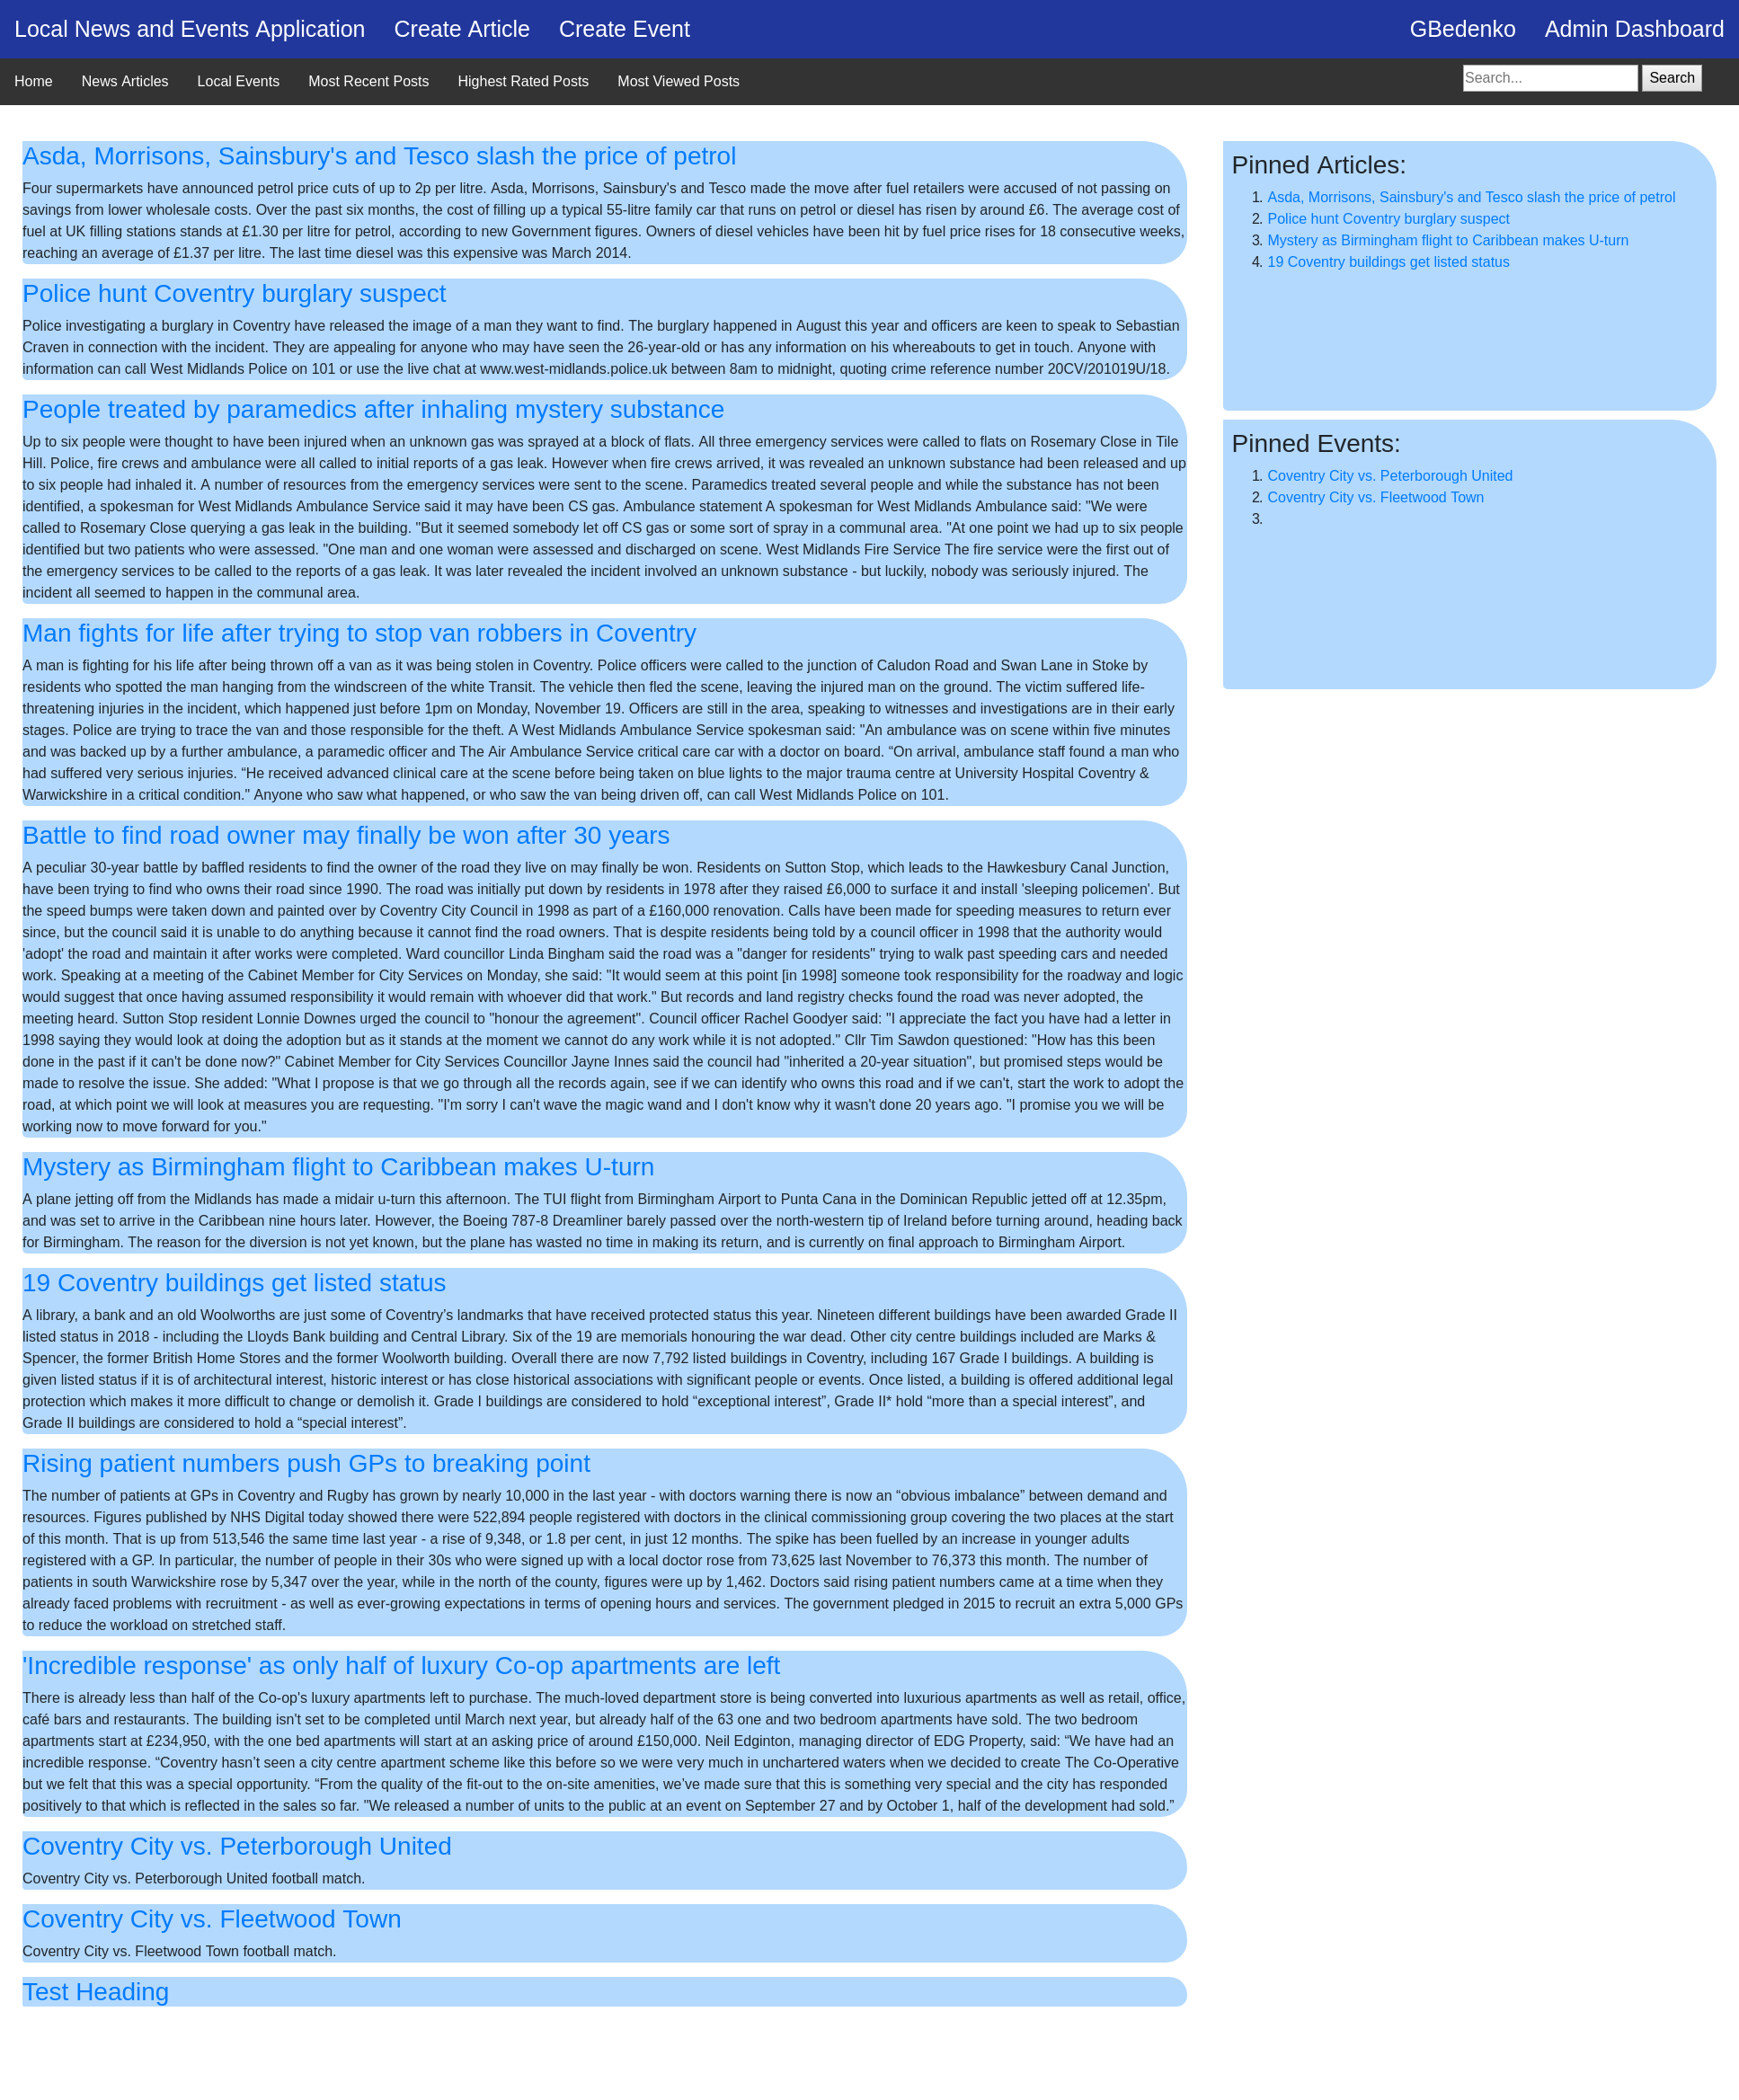 Local News and Events Application Create Article Create Event GBedenko Admin Dashboard
Home News Articles Local Events Most Recent Posts Highest Rated Posts Most Viewed Posts Search... Search
Asda, Morrisons, Sainsbury's and Tesco slash the price of petrol
Four supermarkets have announced petrol price cuts of up to 2p per litre. Asda, Morrisons, Sainsbury's and Tesco made the move after fuel retailers were accused of not passing on
savings from lower wholesale costs. Over the past six months, the cost of filling up a typical 55-litre family car that runs on petrol or diesel has risen by around £6. The average cost of
fuel at UK filling stations stands at £1.30 per litre for petrol, according to new Government figures. Owners of diesel vehicles have been hit by fuel price rises for 18 consecutive weeks,
reaching an average of £1.37 per litre. The last time diesel was this expensive was March 2014.
Police hunt Coventry burglary suspect
Police investigating a burglary in Coventry have released the image of a man they want to find. The burglary happened in August this year and officers are keen to speak to Sebastian
Craven in connection with the incident. They are appealing for anyone who may have seen the 26-year-old or has any information on his whereabouts to get in touch. Anyone with
information can call West Midlands Police on 101 or use the live chat at www.west-midlands.police.uk between 8am to midnight, quoting crime reference number 20CV/201019U/18.
People treated by paramedics after inhaling mystery substance
Up to six people were thought to have been injured when an unknown gas was sprayed at a block of flats. All three emergency services were called to flats on Rosemary Close in Tile
Hill. Police, fire crews and ambulance were all called to initial reports of a gas leak. However when fire crews arrived, it was revealed an unknown substance had been released and up
to six people had inhaled it. A number of resources from the emergency services were sent to the scene. Paramedics treated several people and while the substance has not been
identified, a spokesman for West Midlands Ambulance Service said it may have been CS gas. Ambulance statement A spokesman for West Midlands Ambulance said: "We were
called to Rosemary Close querying a gas leak in the building. "But it seemed somebody let off CS gas or some sort of spray in a communal area. "At one point we had up to six people
identified but two patients who were assessed. "One man and one woman were assessed and discharged on scene. West Midlands Fire Service The fire service were the first out of
the emergency services to be called to the reports of a gas leak. It was later revealed the incident involved an unknown substance - but luckily, nobody was seriously injured. The
incident all seemed to happen in the communal area.
Man fights for life after trying to stop van robbers in Coventry
A man is fighting for his life after being thrown off a van as it was being stolen in Coventry. Police officers were called to the junction of Caludon Road and Swan Lane in Stoke by
residents who spotted the man hanging from the windscreen of the white Transit. The vehicle then fled the scene, leaving the injured man on the ground. The victim suffered life-
threatening injuries in the incident, which happened just before 1pm on Monday, November 19. Officers are still in the area, speaking to witnesses and investigations are in their early
stages. Police are trying to trace the van and those responsible for the theft. A West Midlands Ambulance Service spokesman said: "An ambulance was on scene within five minutes
and was backed up by a further ambulance, a paramedic officer and The Air Ambulance Service critical care car with a doctor on board. “On arrival, ambulance staff found a man who
had suffered very serious injuries. “He received advanced clinical care at the scene before being taken on blue lights to the major trauma centre at University Hospital Coventry &
Warwickshire in a critical condition." Anyone who saw what happened, or who saw the van being driven off, can call West Midlands Police on 101.
Battle to find road owner may finally be won after 30 years
A peculiar 30-year battle by baffled residents to find the owner of the road they live on may finally be won. Residents on Sutton Stop, which leads to the Hawkesbury Canal Junction,
have been trying to find who owns their road since 1990. The road was initially put down by residents in 1978 after they raised £6,000 to surface it and install 'sleeping policemen'. But
the speed bumps were taken down and painted over by Coventry City Council in 1998 as part of a £160,000 renovation. Calls have been made for speeding measures to return ever
since, but the council said it is unable to do anything because it cannot find the road owners. That is despite residents being told by a council officer in 1998 that the authority would
'adopt' the road and maintain it after works were completed. Ward councillor Linda Bingham said the road was a "danger for residents" trying to walk past speeding cars and needed
work. Speaking at a meeting of the Cabinet Member for City Services on Monday, she said: "It would seem at this point [in 1998] someone took responsibility for the roadway and logic
would suggest that once having assumed responsibility it would remain with whoever did that work." But records and land registry checks found the road was never adopted, the
meeting heard. Sutton Stop resident Lonnie Downes urged the council to "honour the agreement". Council officer Rachel Goodyer said: "I appreciate the fact you have had a letter in
1998 saying they would look at doing the adoption but as it stands at the moment we cannot do any work while it is not adopted." Cllr Tim Sawdon questioned: "How has this been
done in the past if it can't be done now?" Cabinet Member for City Services Councillor Jayne Innes said the council had "inherited a 20-year situation", but promised steps would be
made to resolve the issue. She added: "What I propose is that we go through all the records again, see if we can identify who owns this road and if we can't, start the work to adopt the
road, at which point we will look at measures you are requesting. "I'm sorry I can't wave the magic wand and I don't know why it wasn't done 20 years ago. "I promise you we will be
working now to move forward for you."
Mystery as Birmingham flight to Caribbean makes U-turn
A plane jetting off from the Midlands has made a midair u-turn this afternoon. The TUI flight from Birmingham Airport to Punta Cana in the Dominican Republic jetted off at 12.35pm,
and was set to arrive in the Caribbean nine hours later. However, the Boeing 787-8 Dreamliner barely passed over the north-western tip of Ireland before turning around, heading back
for Birmingham. The reason for the diversion is not yet known, but the plane has wasted no time in making its return, and is currently on final approach to Birmingham Airport.
19 Coventry buildings get listed status
A library, a bank and an old Woolworths are just some of Coventry’s landmarks that have received protected status this year. Nineteen different buildings have been awarded Grade II
listed status in 2018 - including the Lloyds Bank building and Central Library. Six of the 19 are memorials honouring the war dead. Other city centre buildings included are Marks &
Spencer, the former British Home Stores and the former Woolworth building. Overall there are now 7,792 listed buildings in Coventry, including 167 Grade I buildings. A building is
given listed status if it is of architectural interest, historic interest or has close historical associations with significant people or events. Once listed, a building is offered additional legal
protection which makes it more difficult to change or demolish it. Grade I buildings are considered to hold “exceptional interest”, Grade II* hold “more than a special interest”, and
Grade II buildings are considered to hold a “special interest”.
Rising patient numbers push GPs to breaking point
The number of patients at GPs in Coventry and Rugby has grown by nearly 10,000 in the last year - with doctors warning there is now an “obvious imbalance” between demand and
resources. Figures published by NHS Digital today showed there were 522,894 people registered with doctors in the clinical commissioning group covering the two places at the start
of this month. That is up from 513,546 the same time last year - a rise of 9,348, or 1.8 per cent, in just 12 months. The spike has been fuelled by an increase in younger adults
registered with a GP. In particular, the number of people in their 30s who were signed up with a local doctor rose from 73,625 last November to 76,373 this month. The number of
patients in south Warwickshire rose by 5,347 over the year, while in the north of the county, figures were up by 1,462. Doctors said rising patient numbers came at a time when they
already faced problems with recruitment - as well as ever-growing expectations in terms of opening hours and services. The government pledged in 2015 to recruit an extra 5,000 GPs
to reduce the workload on stretched staff.
'Incredible response' as only half of luxury Co-op apartments are left
There is already less than half of the Co-op's luxury apartments left to purchase. The much-loved department store is being converted into luxurious apartments as well as retail, office,
café bars and restaurants. The building isn't set to be completed until March next year, but already half of the 63 one and two bedroom apartments have sold. The two bedroom
apartments start at £234,950, with the one bed apartments will start at an asking price of around £150,000. Neil Edginton, managing director of EDG Property, said: “We have had an
incredible response. “Coventry hasn’t seen a city centre apartment scheme like this before so we were very much in unchartered waters when we decided to create The Co-Operative
but we felt that this was a special opportunity. “From the quality of the fit-out to the on-site amenities, we’ve made sure that this is something very special and the city has responded
positively to that which is reflected in the sales so far. "We released a number of units to the public at an event on September 27 and by October 1, half of the development had sold.”
Coventry City vs. Peterborough United
Coventry City vs. Peterborough United football match.
Coventry City vs. Fleetwood Town
Coventry City vs. Fleetwood Town football match.
Test Heading
Pinned Articles:
1. Asda, Morrisons, Sainsbury's and Tesco slash the price of petrol
2. Police hunt Coventry burglary suspect
3. Mystery as Birmingham flight to Caribbean makes U-turn
4. 19 Coventry buildings get listed status
Pinned Events:
1. Coventry City vs. Peterborough United
2. Coventry City vs. Fleetwood Town
3.